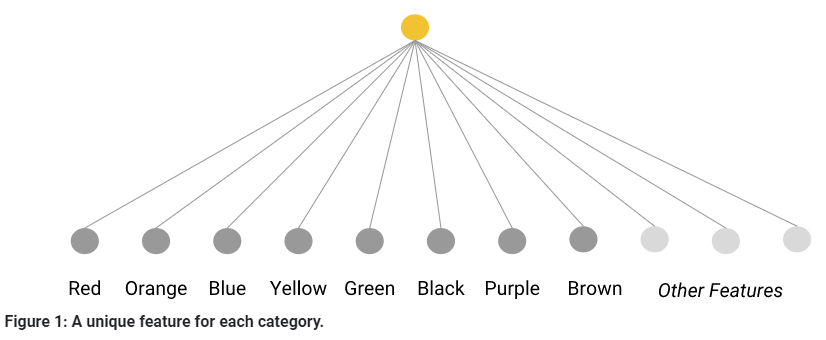 Red Orange Blue Yellow Green Black Purple Brown Other Features
Figure 1: A unique feature for each category.